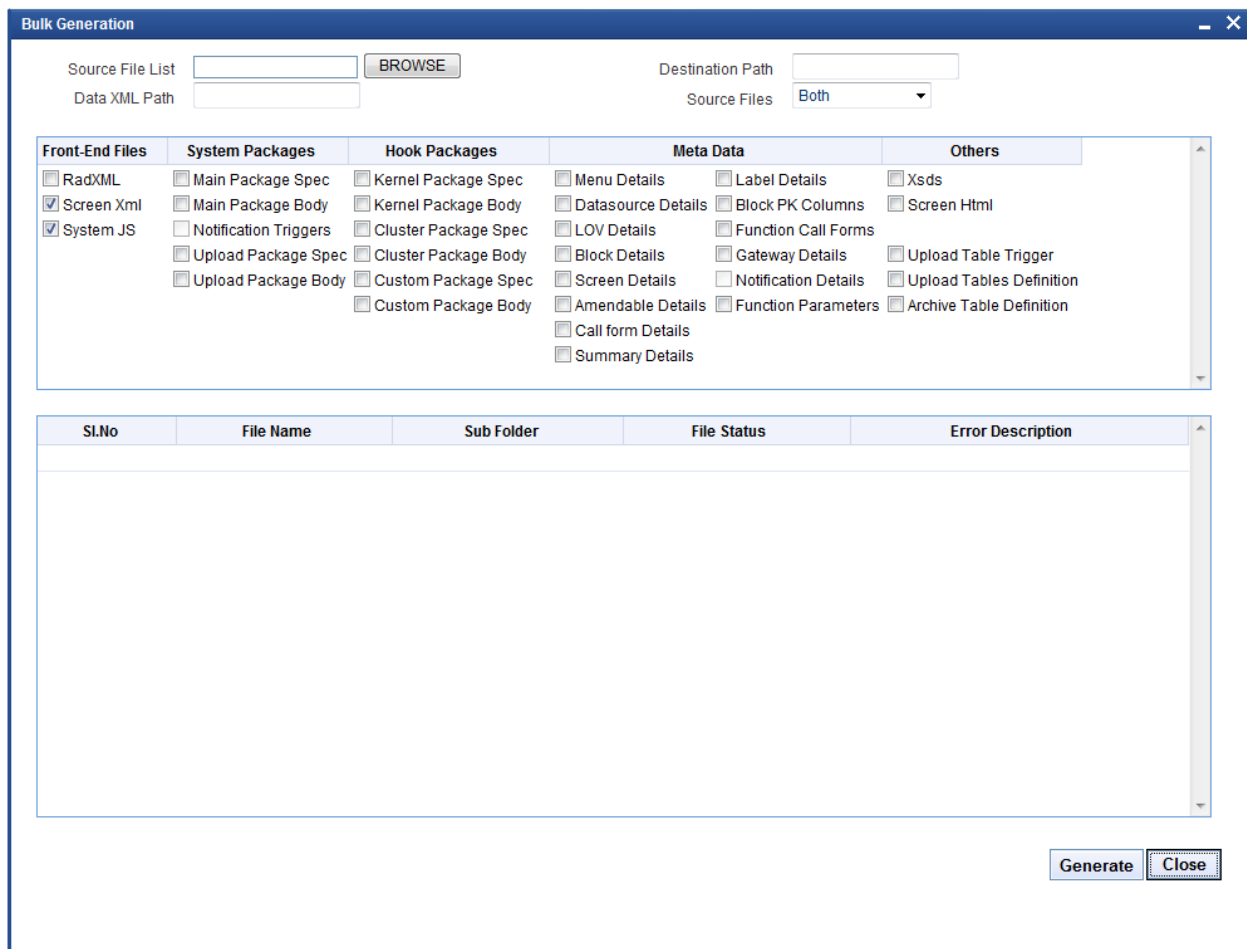 Bulk Generation
Source File List BROWSE Destination Path
Data XML Path Source Files Both
Front-End Files System Packages Hook Packages Meta Data Others
RadXML Main Package Spec Kernel Package Spec Menu Details Label Details Xsds
Screen Xml Main Package Body Kernel Package Body Datasource Details Block PK Columns Screen Html
System JS Notification Triggers Cluster Package Spec LOV Details Function Call Forms
Upload Package Spec Cluster Package Body Block Details Gateway Details Upload Table Trigger
Upload Package Body Custom Package Spec Screen Details Notification Details Upload Tables Definition
Custom Package Body Amendable Details Function Parameters Archive Table Definition
Call form Details
Summary Details
Sl.No File Name Sub Folder File Status Error Description
Generate Close